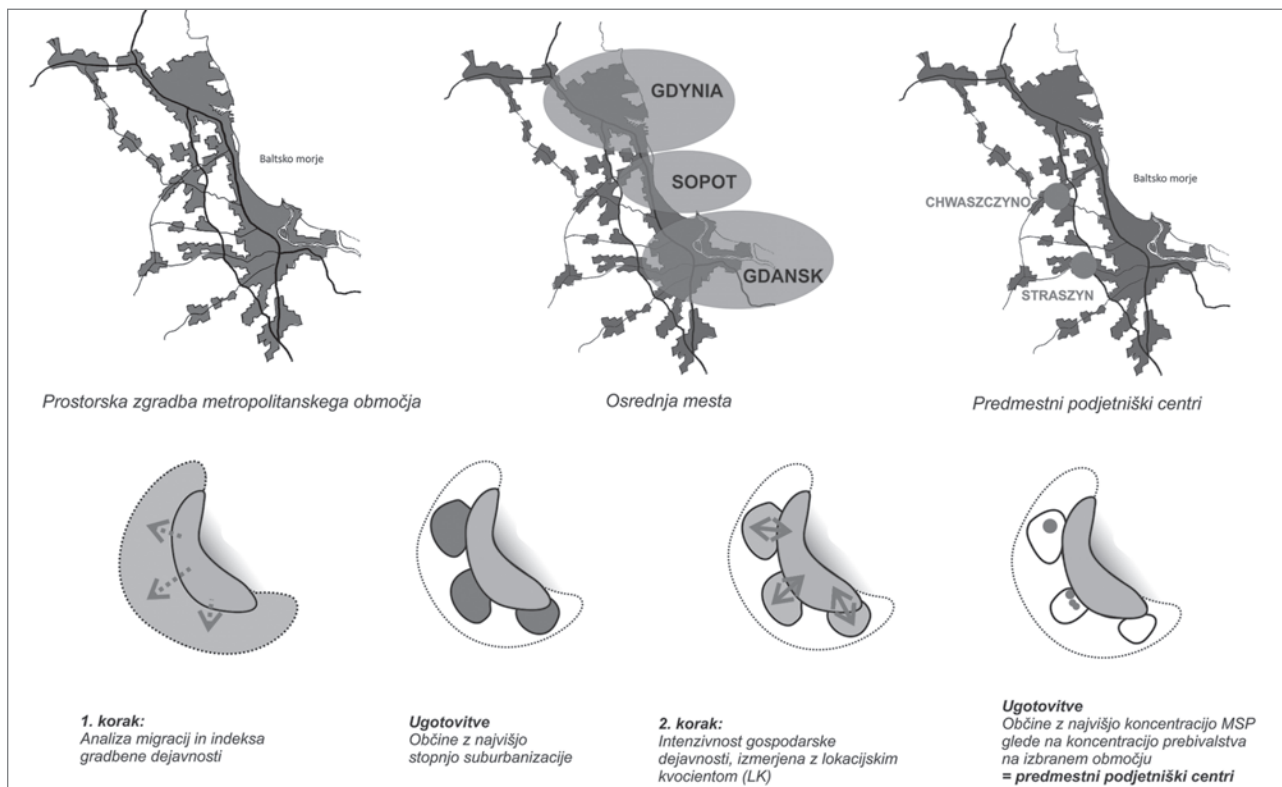 Baltsko morje
GDYNIA
SOPOT
GDANSK
Baltsko morje
CHWASZCZYNO
STRASZYN
Prostorska zgradba metropolitanskega območja
Osrednja mesta
Predmestni podjetniški centri
1. korak:
Analiza migracij in indeksa
gradbene dejavnosti
Ugotovitve
Občine z najvišjo
stopnjo suburbanizacije
2. korak:
Intenzivnost gospodarske
dejavnosti, izmerjena z lokacijskim
kvocientom (LK)
Ugotovitve
Občine z najvišjo koncentracijo MSP
glede na koncentracijo prebivalstva
na izbranem območju
= predmestni podjetniški centri